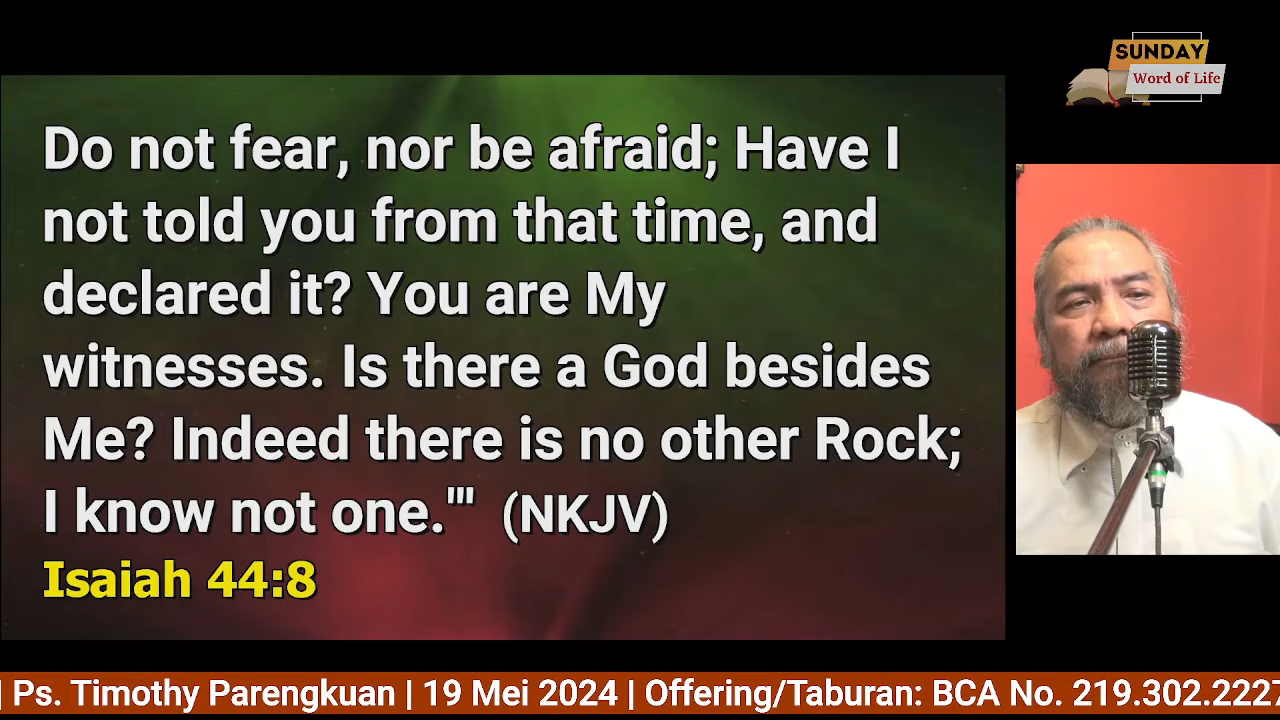 SUNDAY
Word of Life
Do not fear, nor be afraid; Have I
not told you from that time, and
declared it? You are My
witnesses. Is there a God besides
Me? Indeed there is no other Rock;
I know not one.'" (NKJV)
Isaiah 44:8
| Ps. Timothy Parengkuan | 19 Mei 2024 | Offering/Taburan: BCA No. 219.302.2227